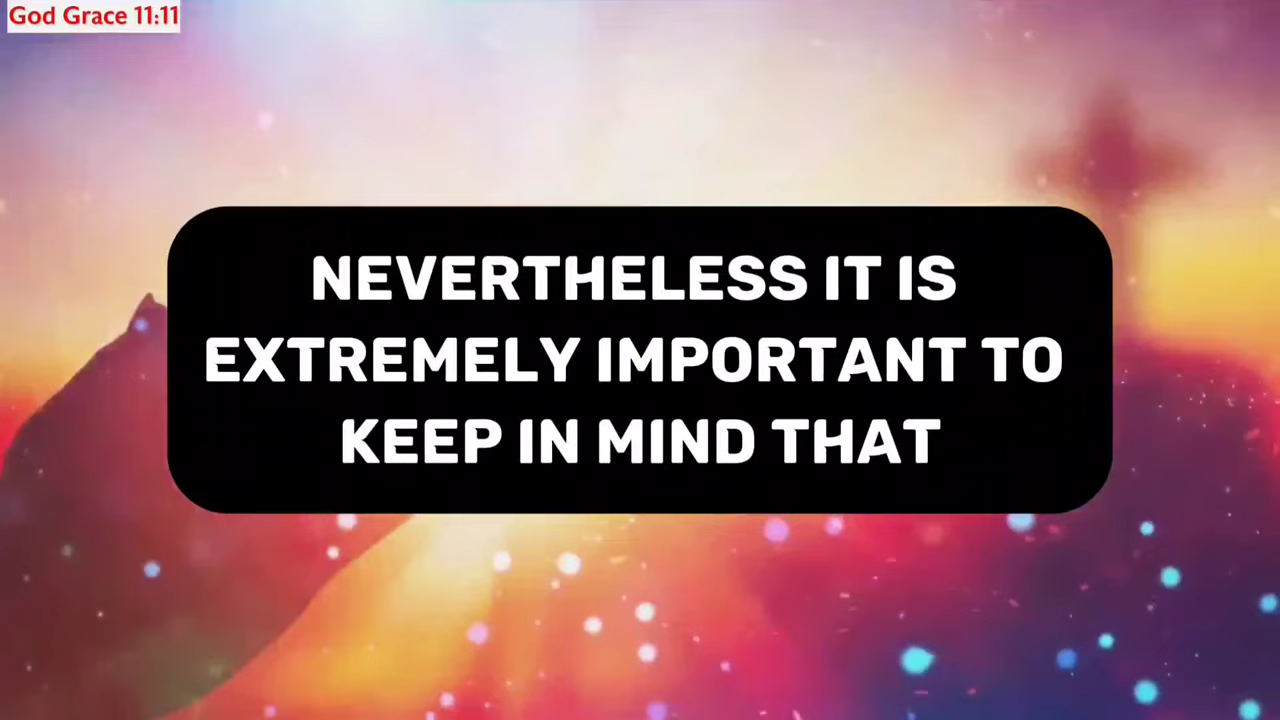 God Grace 11:11
NEVERTHELESS IT IS
EXTREMELY IMPORTANT TO
KEEP IN MIND THAT